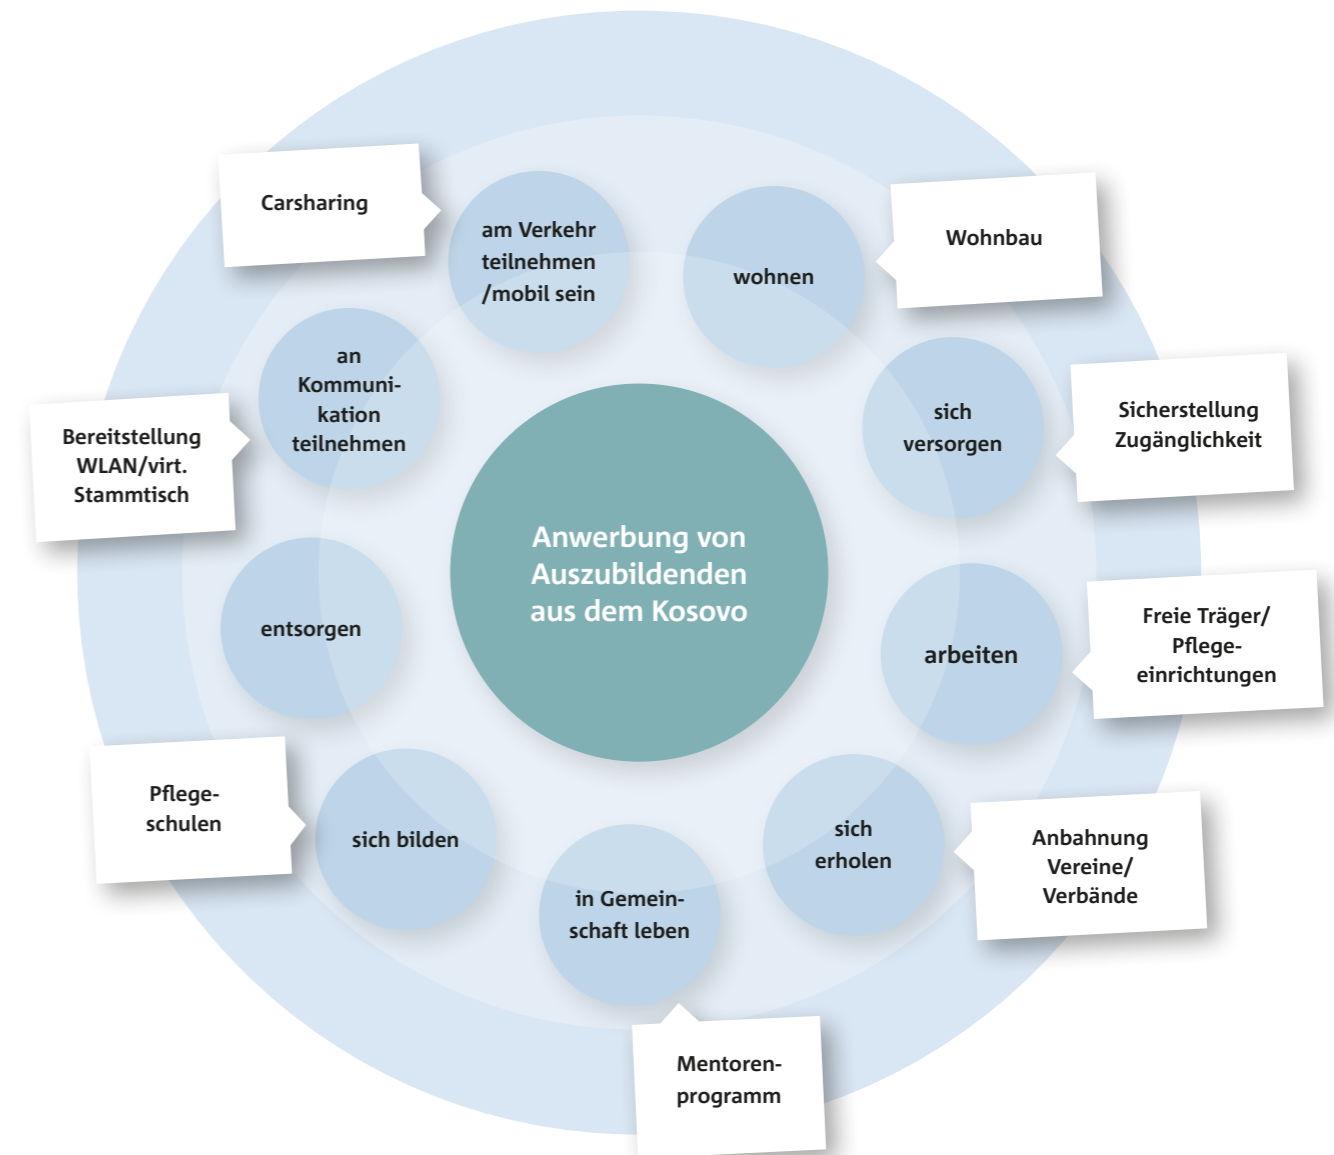 Carsharing
am Verkehr
teilnehmen
/mobil sein
wohnen
Wohnbau
an
Kommuni-
kation
teilnehmen
Bereitstellung
WLAN/virt.
Stammtisch
sich
versorgen
Sicherstellung
Zugänglichkeit
Anwerbung von
Auszubildenden
aus dem Kosovo
entsorgen
arbeiten
Freie Träger/
Pflege-
einrichtungen
Pflege-
schulen
sich bilden
in Gemein-
schaft leben
sich
erholen
Anbahnung
Vereine/
Verbände
Mentoren-
programm